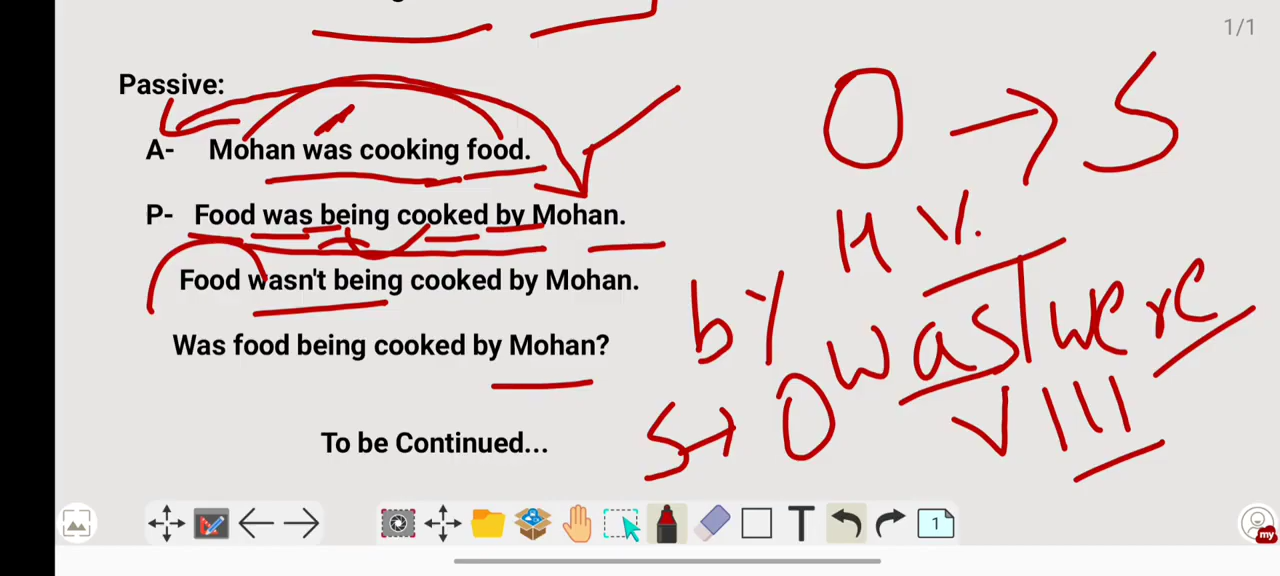 1/1
Passive:
A- Mohan was cooking food.
P- Food was being cooked by Mohan.
Food wasn't being cooked by Mohan.
Was food being cooked by Mohan?
To be Continued...
O → S
H V.
was were
by
S → O
V III
T
1
my